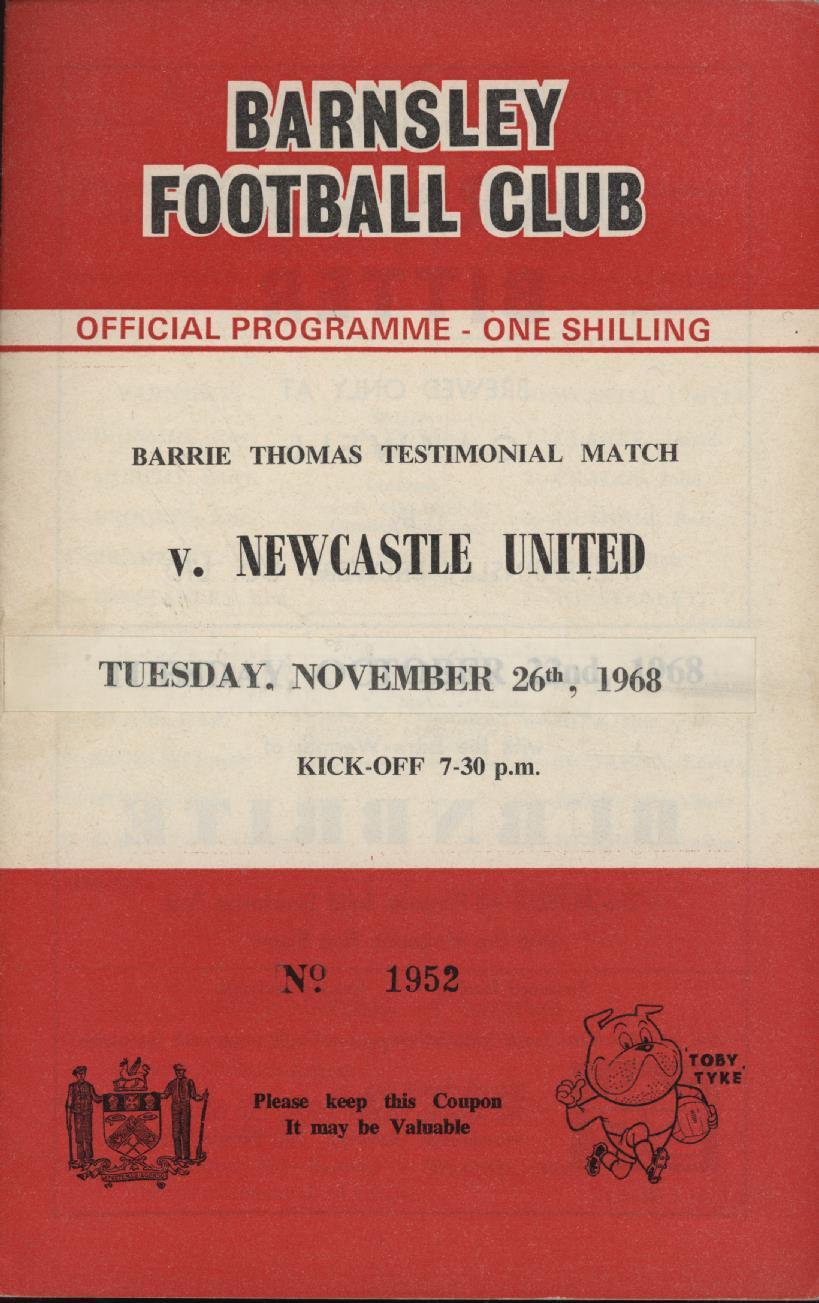 BARNSLEY
FOOTBALL CLUB
OFFICIAL PROGRAMME - ONE SHILLING
BARRIE THOMAS TESTIMONIAL MATCH
v. NEWCASTLE UNITED
TUESDAY, NOVEMBER 26th, 1968
KICK-OFF 7-30 p.m.
Nº 1952
'TOBY
TYKE'
Please keep this Coupon
It may be Valuable